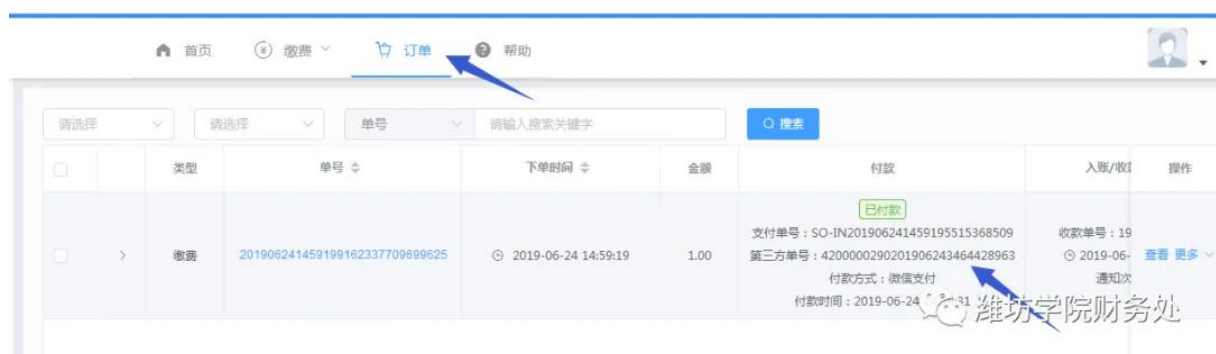 首页 缴费 订单 帮助
请选择 请选择 单号 请输入搜索关键字 搜索
类型 单号 下单时间 金额 付款 入账/收 操作
已付款
支付单号：SO-IN201906241459195515368509 收款单号：19
缴费 2019062414591991623377096996​25 2019-06-24 14:59:19 1.00 第三方单号：4200000290201906243464428963 2019-06- 查看 更多
付款方式：微信支付 通知次
付款时间：2019-06-24
潍坊学院财务处